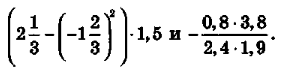 (2 1/3 − (−1 2/3)²) · 1,5 и − (0,8 · 3,8)/(2,4 · 1,9).